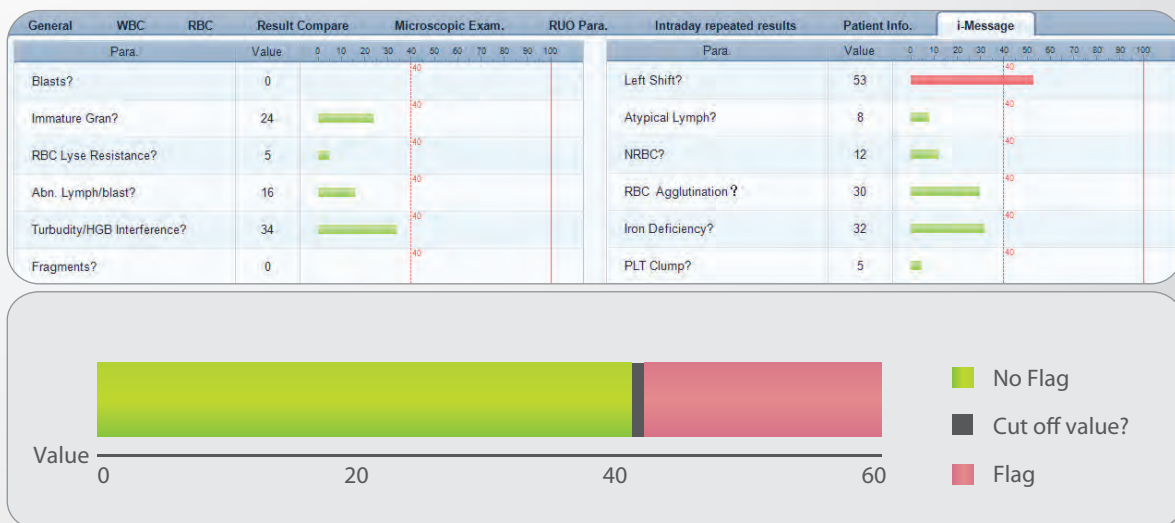 General WBC RBC Result Compare Microscopic Exam. RUO Para. Intraday repeated results Patient Info. i-Message
Para. Value 0 10 20 30 40 50 60 70 80 90 100
Blasts? 0 40
Immature Gran? 24 40
RBC Lyse Resistance? 5 40
Abn. Lymph/blast? 16 40
Turbudity/HGB Interference? 34 40
Fragments? 0 40
Para. Value 0 10 20 30 40 50 60 70 80 90 100
Left Shift? 53 40
Atypical Lymph? 8 40
NRBC? 12 40
RBC Agglutination? 30 40
Iron Deficiency? 32 40
PLT Clump? 5 40
No Flag
Cut off value?
Flag
Value
0 20 40 60